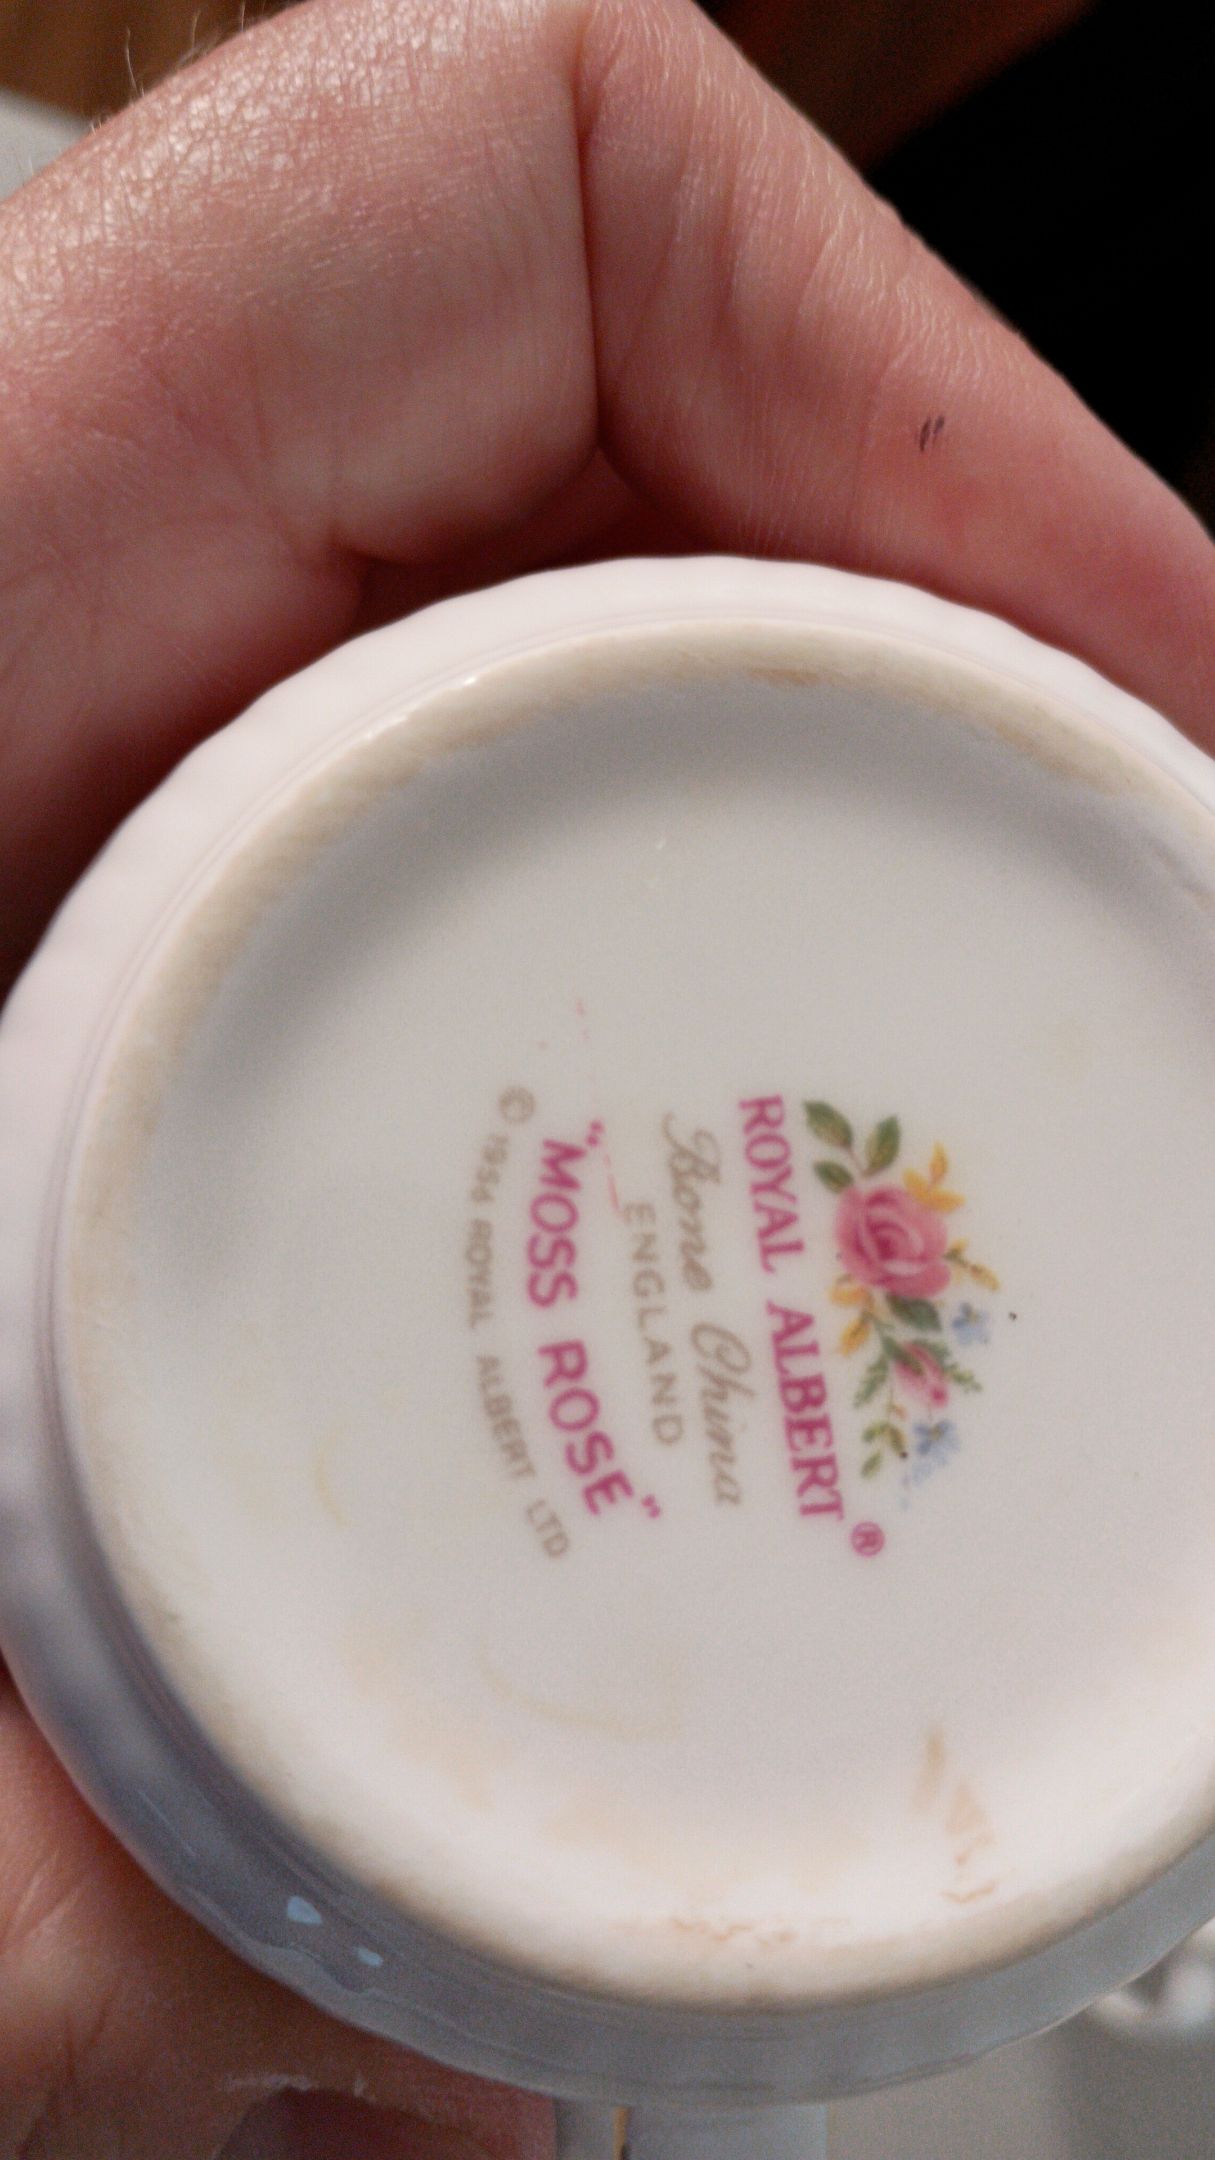 ROYAL ALBERT ®
Bone China
ENGLAND
"MOSS ROSE"
© 1956 ROYAL ALBERT LTD